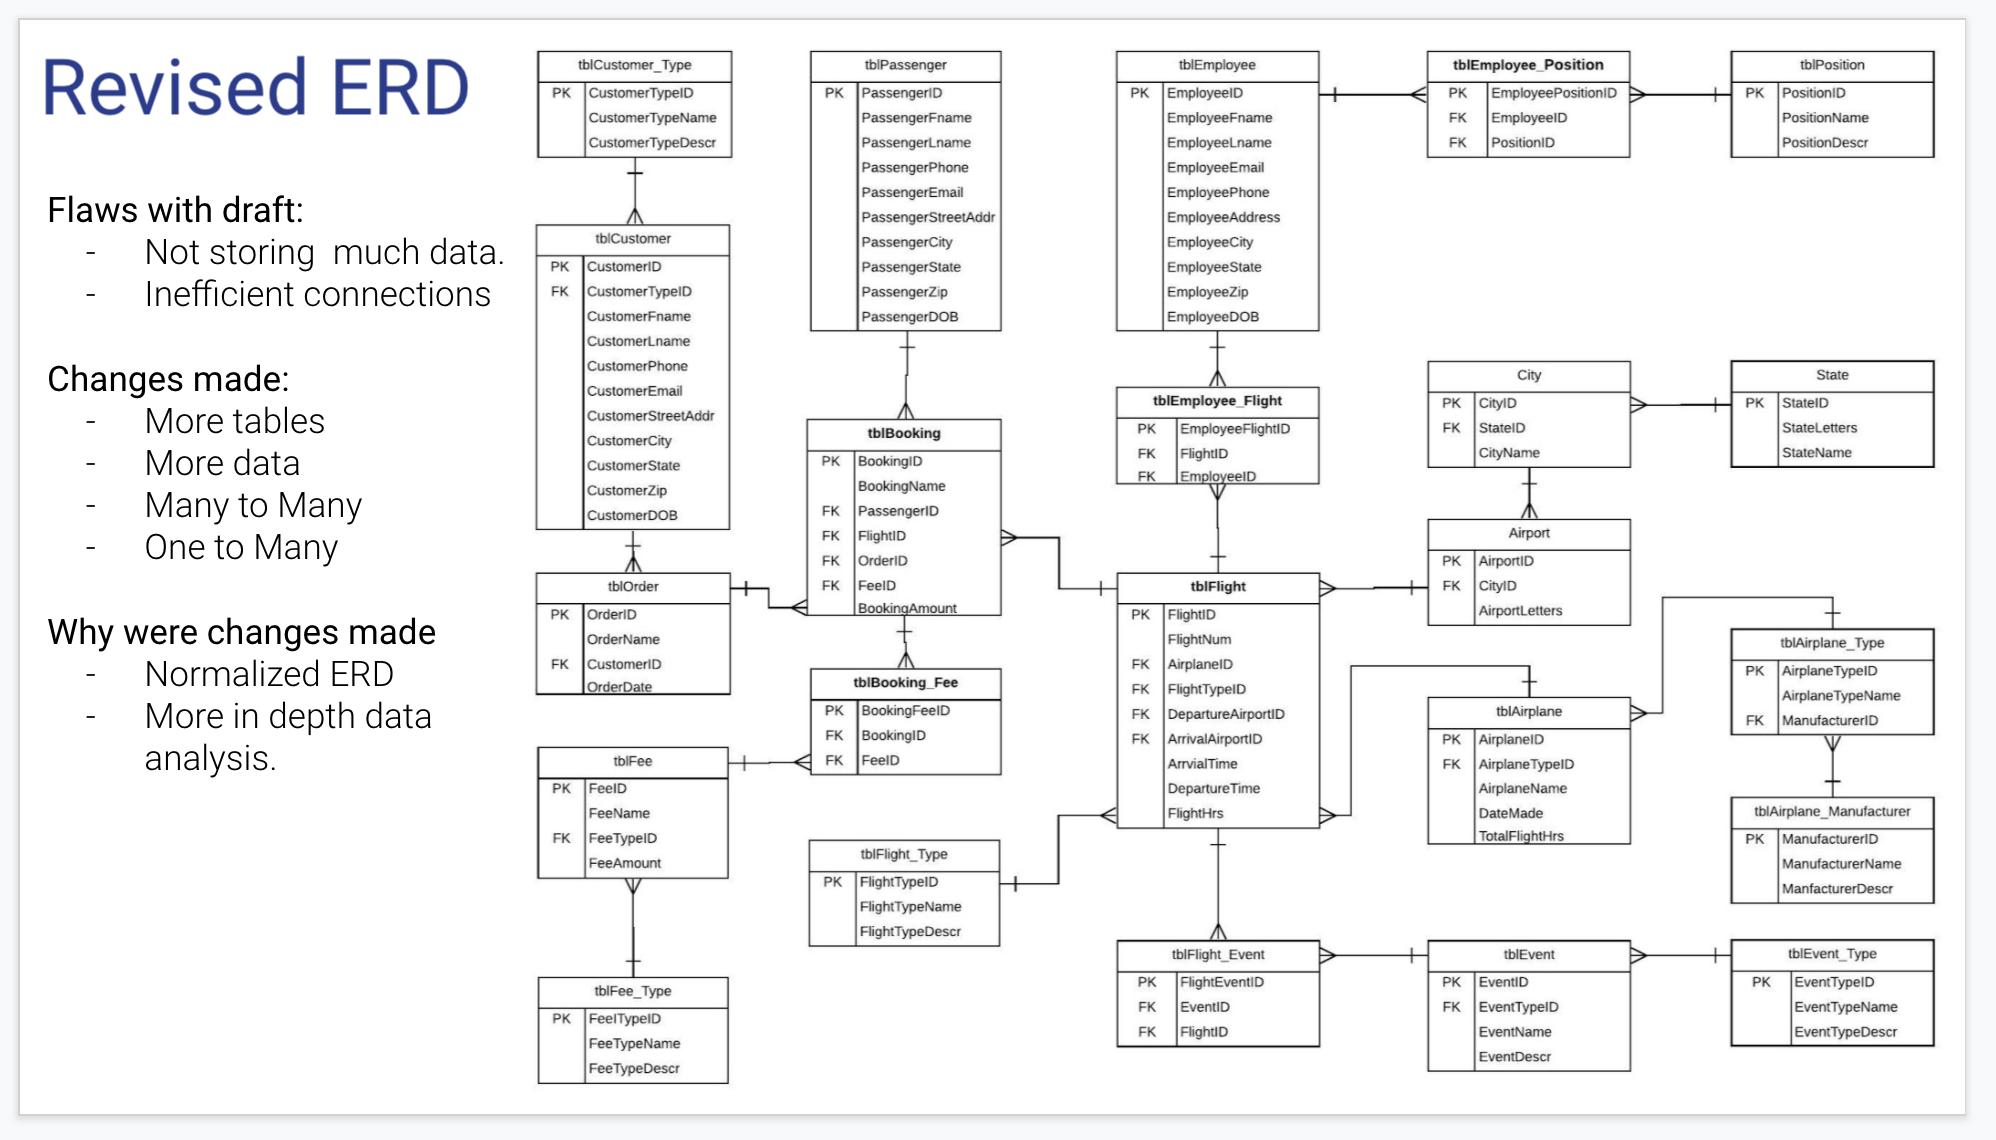 Revised ERD
Flaws with draft:
- Not storing  much data.
- Inefficient connections
Changes made:
- More tables
- More data
- Many to Many
- One to Many
Why were changes made
- Normalized ERD
- More in depth data
analysis.
tblCustomer_Type
PK CustomerTypeID
CustomerTypeName
CustomerTypeDescr
tblCustomer
PK CustomerID
FK CustomerTypeID
CustomerFname
CustomerLname
CustomerPhone
CustomerEmail
CustomerStreetAddr
CustomerCity
CustomerState
CustomerZip
CustomerDOB
tblOrder
PK OrderID
OrderName
FK CustomerID
OrderDate
tblFee
PK FeeID
FeeName
FK FeeTypeID
FeeAmount
tblFee_Type
PK FeeITypeID
FeeTypeName
FeeTypeDescr
tblPassenger
PK PassengerID
PassengerFname
PassengerLname
PassengerPhone
PassengerEmail
PassengerStreetAddr
PassengerCity
PassengerState
PassengerZip
PassengerDOB
tblBooking
PK BookingID
BookingName
FK PassengerID
FK FlightID
FK OrderID
FK FeeID
BookingAmount
tblBooking_Fee
PK BookingFeeID
FK BookingID
FK FeeID
tblFlight_Type
PK FlightTypeID
FlightTypeName
FlightTypeDescr
tblEmployee
PK EmployeeID
EmployeeFname
EmployeeLname
EmployeeEmail
EmployeePhone
EmployeeAddress
EmployeeCity
EmployeeState
EmployeeZip
EmployeeDOB
tblEmployee_Flight
PK EmployeeFlightID
FK FlightID
FK EmployeeID
tblFlight
PK FlightID
FlightNum
FK AirplaneID
FK FlightTypeID
FK DepartureAirportID
FK ArrivalAirportID
ArrvialTime
DepartureTime
FlightHrs
tblFlight_Event
PK FlightEventID
FK EventID
FK FlightID
tblEmployee_Position
PK EmployeePositionID
FK EmployeeID
FK PositionID
City
PK CityID
FK StateID
CityName
Airport
PK AirportID
FK CityID
AirportLetters
tblAirplane
PK AirplaneID
FK AirplaneTypeID
AirplaneName
DateMade
TotalFlightHrs
tblEvent
PK EventID
FK EventTypeID
EventName
EventDescr
tblPosition
PK PositionID
PositionName
PositionDescr
State
PK StateID
StateLetters
StateName
tblAirplane_Type
PK AirplaneTypeID
AirplaneTypeName
FK ManufacturerID
tblAirplane_Manufacturer
PK ManufacturerID
ManufacturerName
ManfacturerDescr
tblEvent_Type
PK EventTypeID
EventTypeName
EventTypeDescr